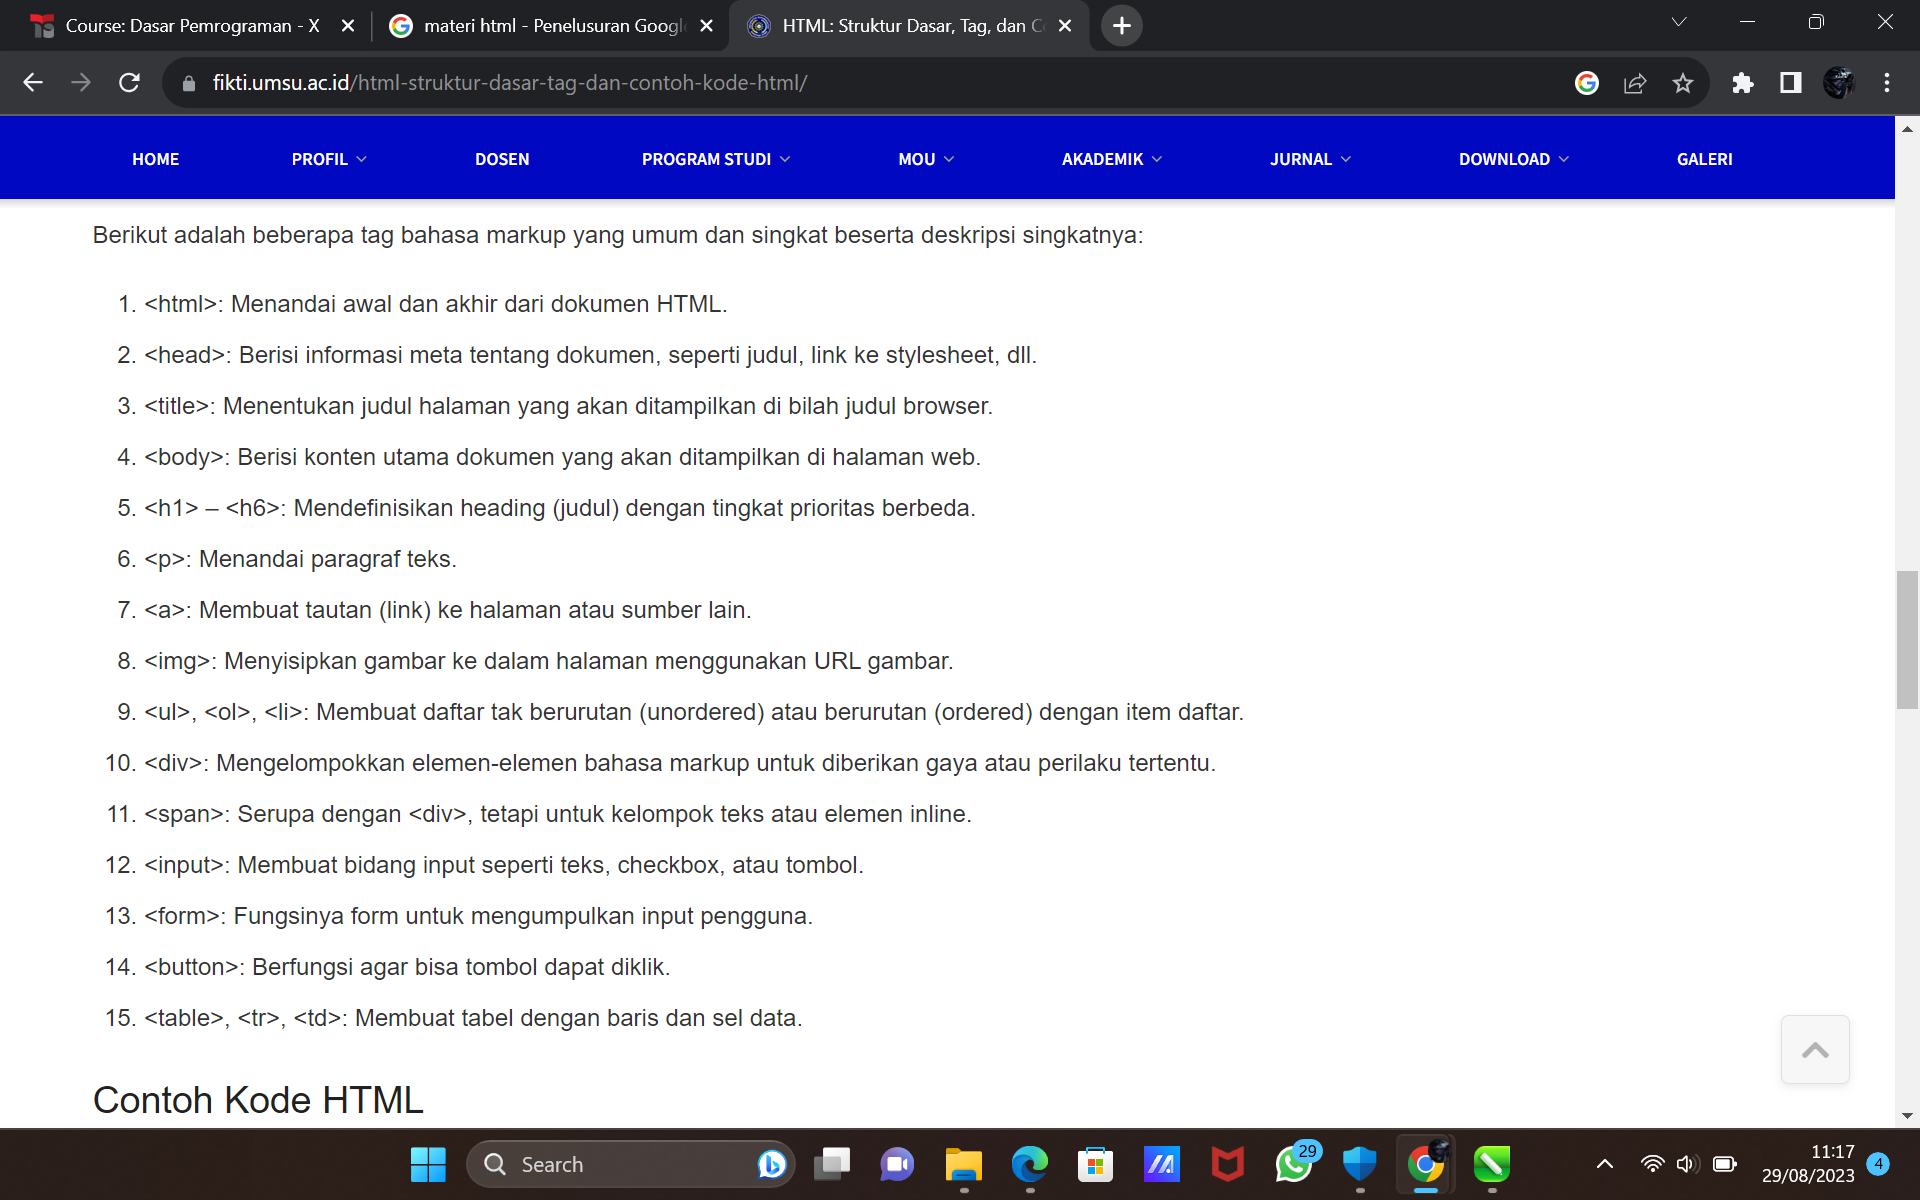 Course: Dasar Pemrograman - X
materi html - Penelusuran Googl
HTML: Struktur Dasar, Tag, dan C
fikti.umsu.ac.id/html-struktur-dasar-tag-dan-contoh-kode-html/
HOME PROFIL DOSEN PROGRAM STUDI MOU AKADEMIK JURNAL DOWNLOAD GALERI
Berikut adalah beberapa tag bahasa markup yang umum dan singkat beserta deskripsi singkatnya:
1. <html>: Menandai awal dan akhir dari dokumen HTML.
2. <head>: Berisi informasi meta tentang dokumen, seperti judul, link ke stylesheet, dll.
3. <title>: Menentukan judul halaman yang akan ditampilkan di bilah judul browser.
4. <body>: Berisi konten utama dokumen yang akan ditampilkan di halaman web.
5. <h1> – <h6>: Mendefinisikan heading (judul) dengan tingkat prioritas berbeda.
6. <p>: Menandai paragraf teks.
7. <a>: Membuat tautan (link) ke halaman atau sumber lain.
8. <img>: Menyisipkan gambar ke dalam halaman menggunakan URL gambar.
9. <ul>, <ol>, <li>: Membuat daftar tak berurutan (unordered) atau berurutan (ordered) dengan item daftar.
10. <div>: Mengelompokkan elemen-elemen bahasa markup untuk diberikan gaya atau perilaku tertentu.
11. <span>: Serupa dengan <div>, tetapi untuk kelompok teks atau elemen inline.
12. <input>: Membuat bidang input seperti teks, checkbox, atau tombol.
13. <form>: Fungsinya form untuk mengumpulkan input pengguna.
14. <button>: Berfungsi agar bisa tombol dapat diklik.
15. <table>, <tr>, <td>: Membuat tabel dengan baris dan sel data.
Contoh Kode HTML
Search
29
11:17
29/08/2023
4